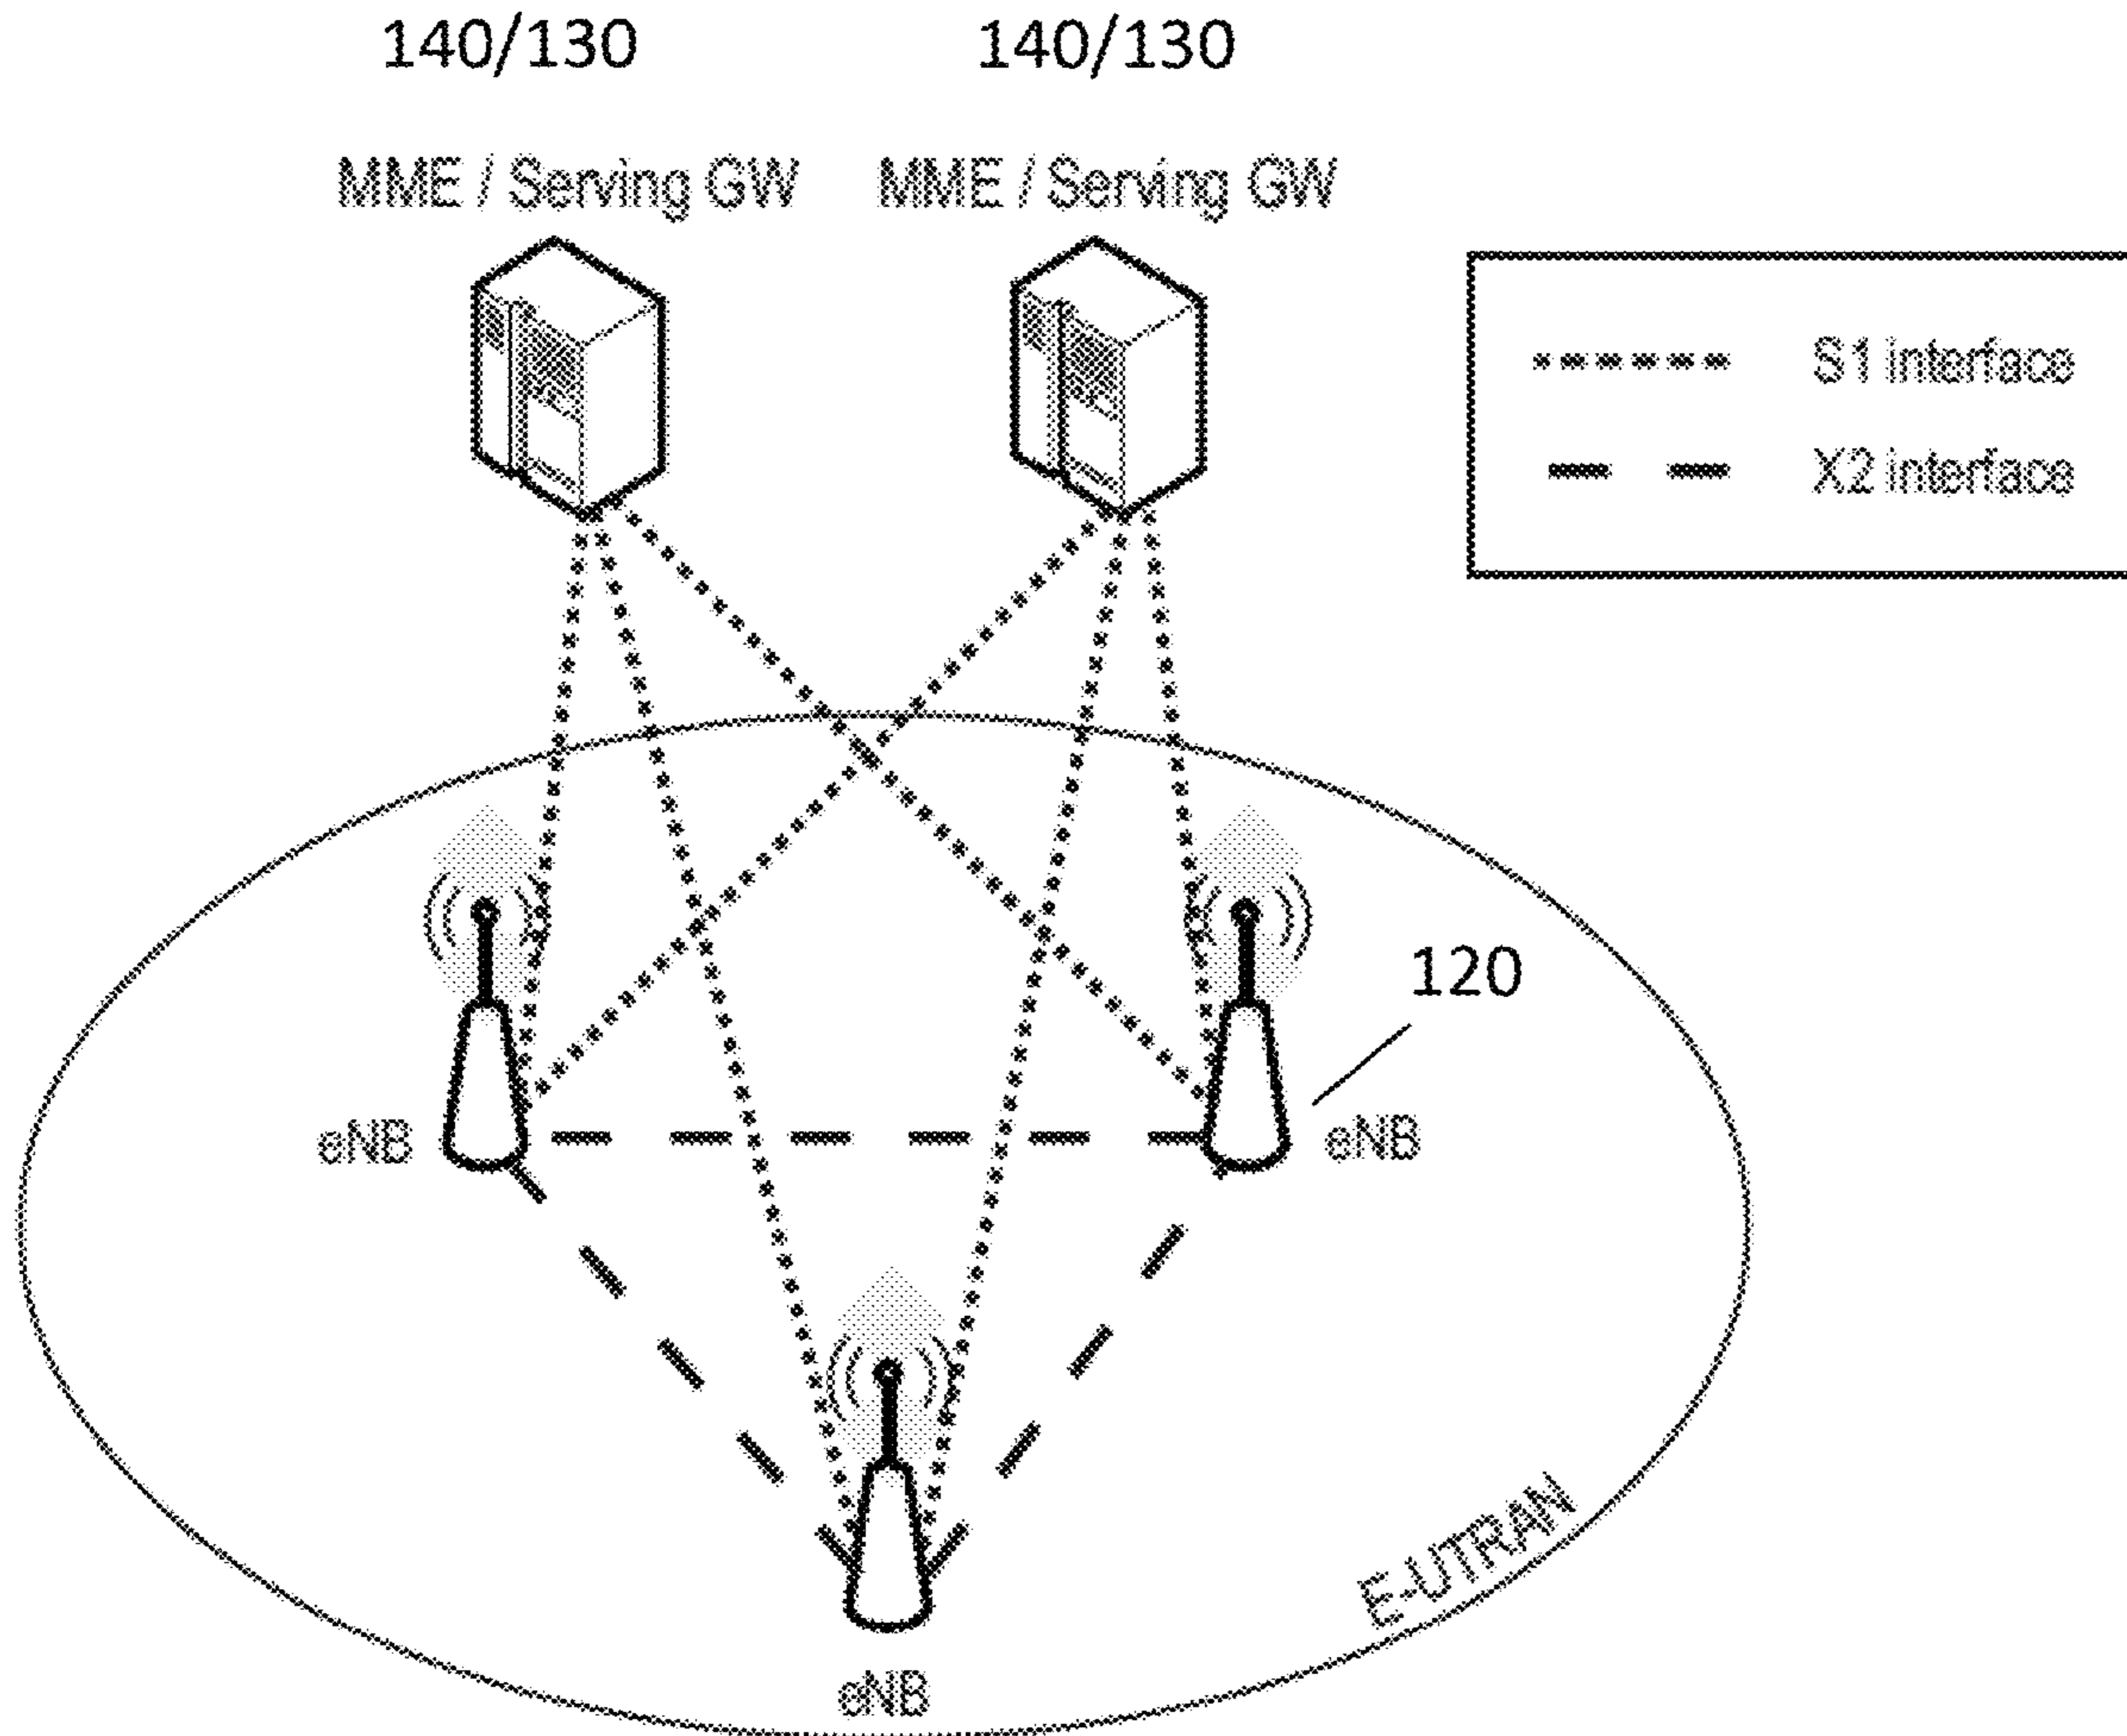 140/130 140/130
MME / Serving GW MME / Serving GW
S1 interface
X2 interface
120
eNB eNB
E-UTRAN
eNB